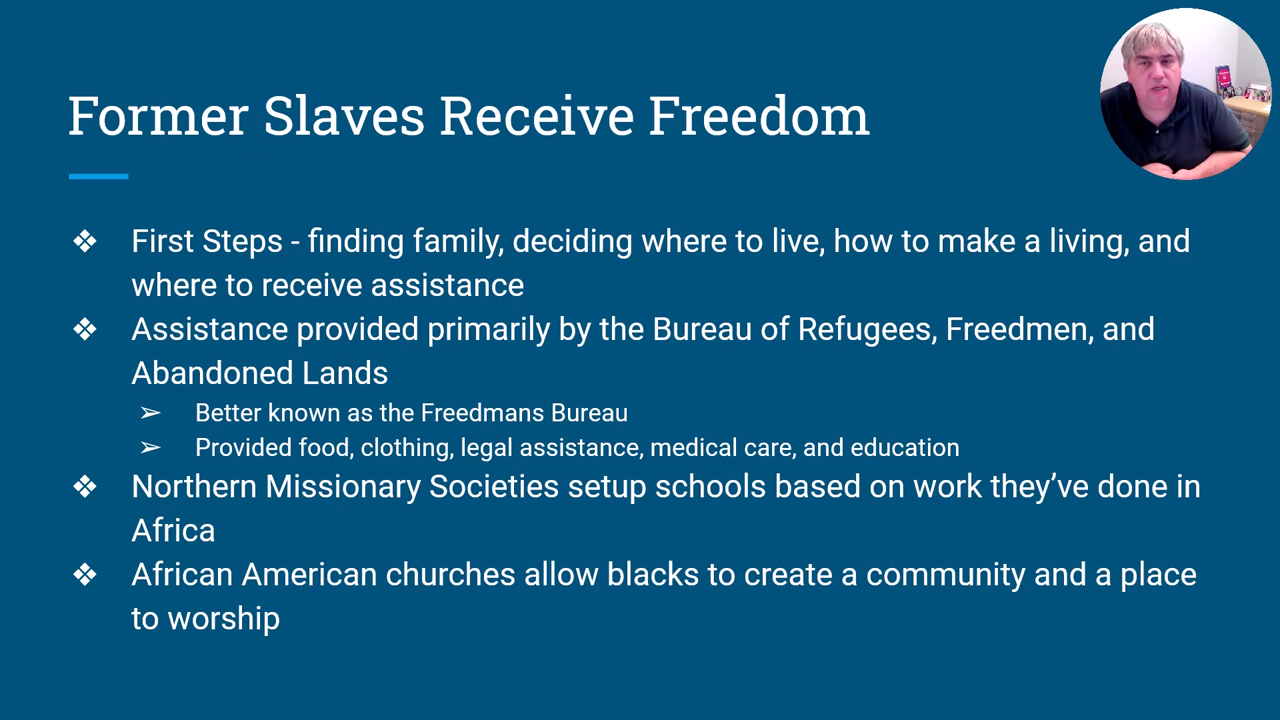 Former Slaves Receive Freedom
❖ First Steps - finding family, deciding where to live, how to make a living, and
where to receive assistance
❖ Assistance provided primarily by the Bureau of Refugees, Freedmen, and
Abandoned Lands
➢ Better known as the Freedmans Bureau
➢ Provided food, clothing, legal assistance, medical care, and education
❖ Northern Missionary Societies setup schools based on work they’ve done in
Africa
❖ African American churches allow blacks to create a community and a place
to worship